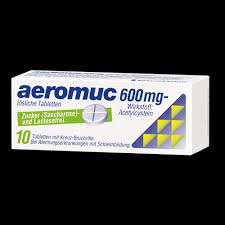 aeromuc 600mg-
lösliche Tabletten
Wirkstoff:
Acetylcystein
Zucker (Saccharose)-
und Lactosefrei
10 Tabletten mit Kreuz-Bruchrille
Bei Atemwegserkrankungen mit Schleimbildung